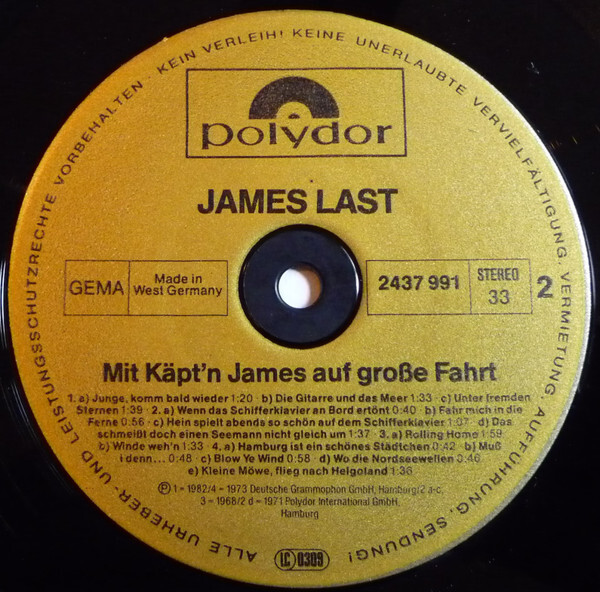 ALLE URHEBER- UND LEISTUNGSSCHUTZRECHTE VORBEHALTEN · KEIN VERLEIH! KEINE UNERLAUBTE VERVIELFÄLTIGUNG, VERMIETUNG, AUFFÜHRUNG, SENDUNG!
polydor
JAMES LAST
GEMA
Made in
West Germany
2437 991
STEREO
33
2
Mit Käpt'n James auf große Fahrt
1. a) Junge, komm bald wieder 1:20 · b) Die Gitarre und das Meer 1:33 · c) Unter fremden
Sternen 1:39 · 2. a) Wenn das Schifferklavier an Bord ertönt 0:40 · b) Fahr mich in die
Ferne 0:56 · c) Hein spielt abends so schön auf dem Schifferklavier 1:07 · d) Das
schmeißt doch einen Seemann nicht gleich um 1:37 · 3. a) Rolling Home 1:59
b) Winde weh'n 1:33 · 4. a) Hamburg ist ein schönes Städtchen 0:42 · b) Muß
i denn... 0:48 · c) Blow Ye Wind 0:58 · d) Wo die Nordseewellen 0:46
e) Kleine Möwe, flieg nach Helgoland 1:36
Ⓟ 1 = 1982/4 = 1973 Deutsche Grammophon GmbH, Hamburg/2 a-c,
3 = 1968/2 d = 1971 Polydor International GmbH,
Hamburg
LC 0309